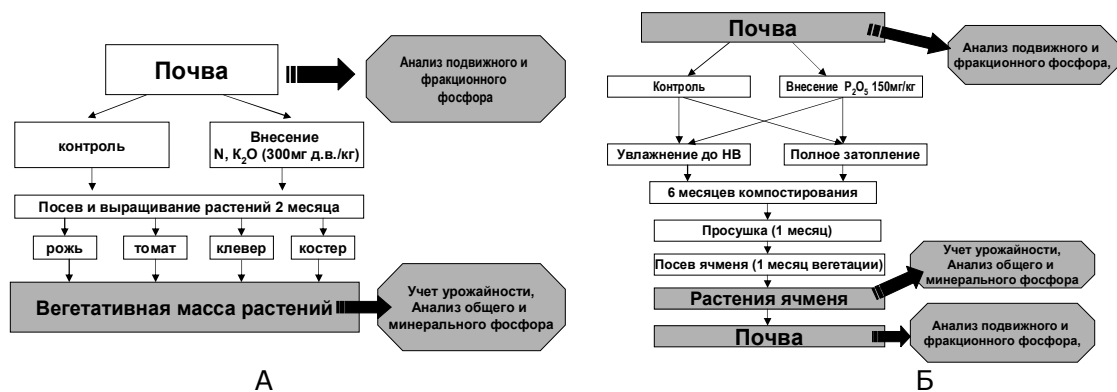 Почва
Анализ подвижного и
фракционного
фосфора
контроль
Внесение
N, K₂O (300мг д.в./кг)
Посев и выращивание растений 2 месяца
рожь
томат
клевер
костер
Вегетативная масса растений
Учет урожайности,
Анализ общего и
минерального фосфора
А
Почва
Анализ подвижного и
фракционного фосфора,
Контроль
Внесение P₂O₅ 150мг/кг
Увлажнение до НВ
Полное затопление
6 месяцев компостирования
Просушка (1 месяц)
Посев ячменя (1 месяц вегетации)
Учет урожайности,
Анализ общего и
минерального фосфора
Растения ячменя
Почва
Анализ подвижного и
фракционного фосфора,
Б